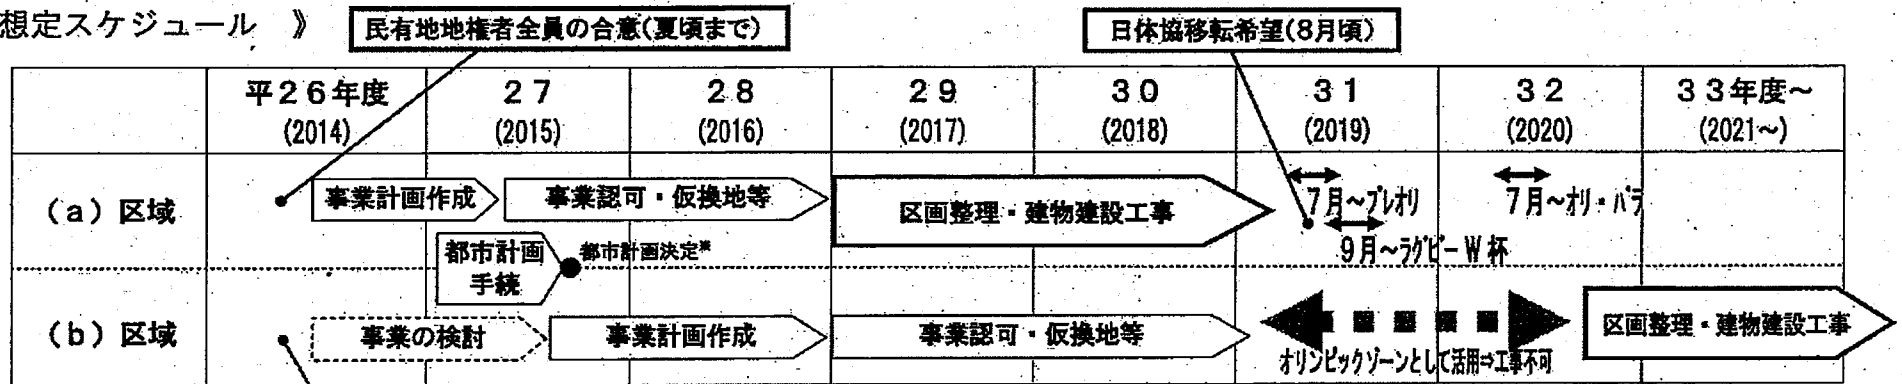 想定スケジュール 》
民有地地権者全員の合意(夏頃まで)
日体協移転希望(8月頃)
平26年度 27 28 29 30 31 32 33年度～
(2014) (2015) (2016) (2017) (2018) (2019) (2020) (2021～)
(a)区域
事業計画作成
事業認可・仮換地等
区画整理・建物建設工事
7月～プレオリ
9月～ラグビーW杯
7月～オリ・パラ
都市計画
手続
都市計画決定※
(b)区域
事業の検討
事業計画作成
事業認可・仮換地等
オリンピックゾーンとして活用⇒工事不可
区画整理・建物建設工事